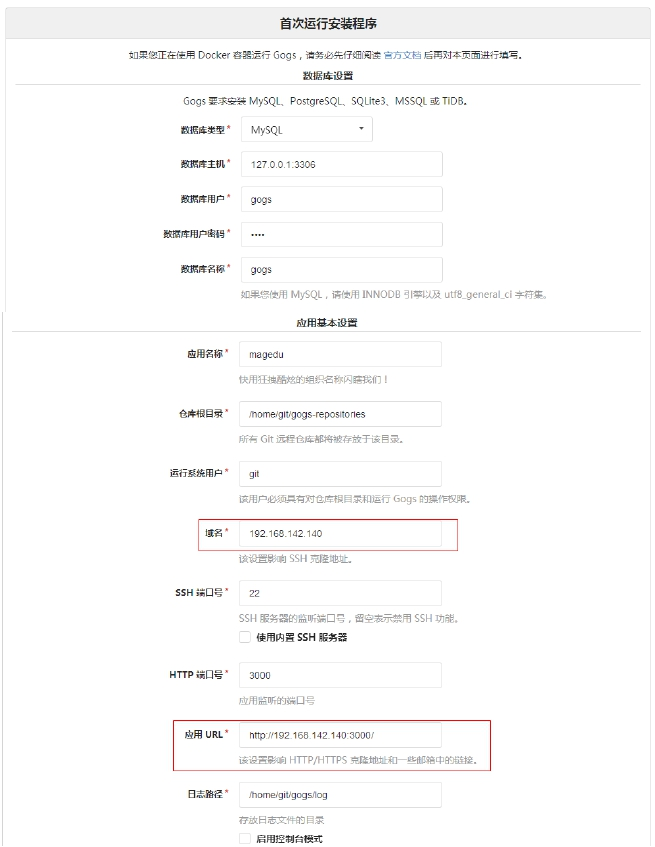 首次运行安装程序
如果您正在使用 Docker 容器运行 Gogs，请务必先仔细阅读 官方文档 后再对本页面进行填写。
数据库设置
Gogs 要求安装 MySQL、PostgreSQL、SQLite3、MSSQL 或 TiDB。
数据库类型* MySQL
数据库主机* 127.0.0.1:3306
数据库用户* gogs
数据库用户密码* ••••
数据库名称* gogs
如果您使用 MySQL，请使用 INNODB 引擎以及 utf8_general_ci 字符集。
应用基本设置
应用名称* magedu
快用狂拽酷炫的组织名称闪瞎我们！
仓库根目录* /home/git/gogs-repositories
所有 Git 远程仓库都将被存放于该目录。
运行系统用户* git
该用户必须具有对仓库根目录和运行 Gogs 的操作权限。
域名* 192.168.142.140
该设置影响 SSH 克隆地址。
SSH 端口号* 22
SSH 服务器的监听端口号，留空表示禁用 SSH 功能。
使用内置 SSH 服务器
HTTP 端口号* 3000
应用监听的端口号
应用 URL* http://192.168.142.140:3000/
该设置影响 HTTP/HTTPS 克隆地址和一些邮箱中的链接。
日志路径* /home/git/gogs/log
存放日志文件的目录
启用控制台模式